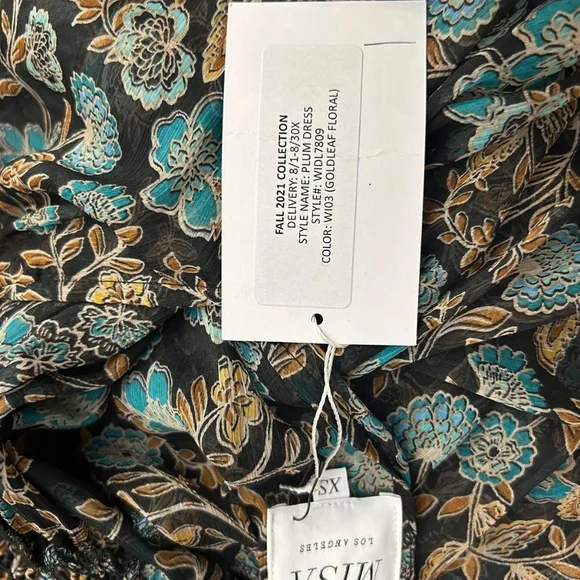 FALL 2021 COLLECTION
DELIVERY: 8/1-8/30X
STYLE NAME: PLUM DRESS
STYLE#: WIDL7809
COLOR: WI03 (GOLDLEAF FLORAL)
XS
MISA
LOS ANGELES